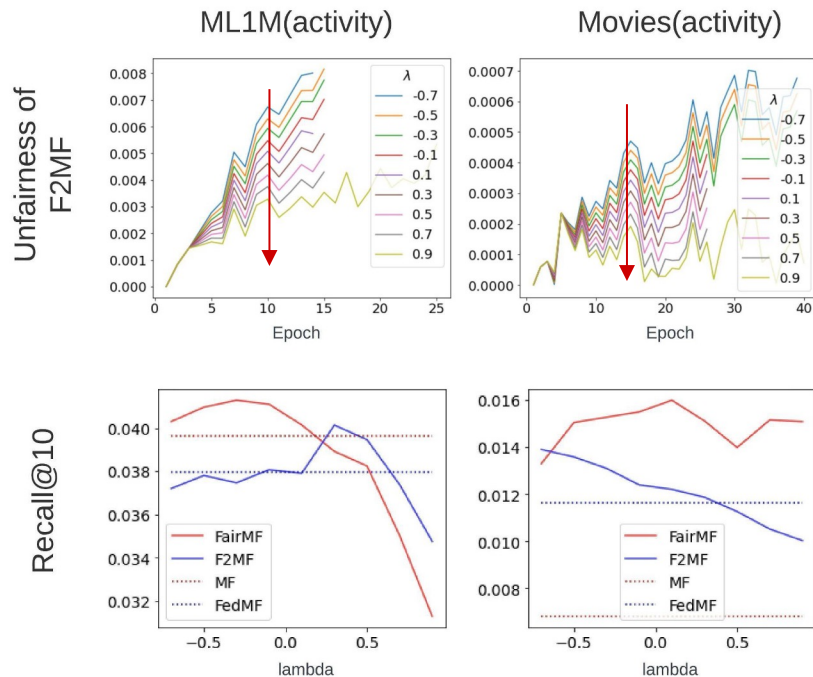 ML1M(activity)
Movies(activity)
Unfairness of
F2MF
0.008
0.007
0.006
0.005
0.004
0.003
0.002
0.001
0.000
λ
-0.7
-0.5
-0.3
-0.1
0.1
0.3
0.5
0.7
0.9
0 5 10 15 20 25
Epoch
0.0007
0.0006
0.0005
0.0004
0.0003
0.0002
0.0001
0.0000
λ
-0.7
-0.5
-0.3
-0.1
0.1
0.3
0.5
0.7
0.9
0 10 20 30 40
Epoch
Recall@10
0.040
0.038
0.036
0.034
0.032
FairMF
F2MF
MF
FedMF
−0.5 0.0 0.5
lambda
0.016
0.014
0.012
0.010
0.008
FairMF
F2MF
MF
FedMF
−0.5 0.0 0.5
lambda